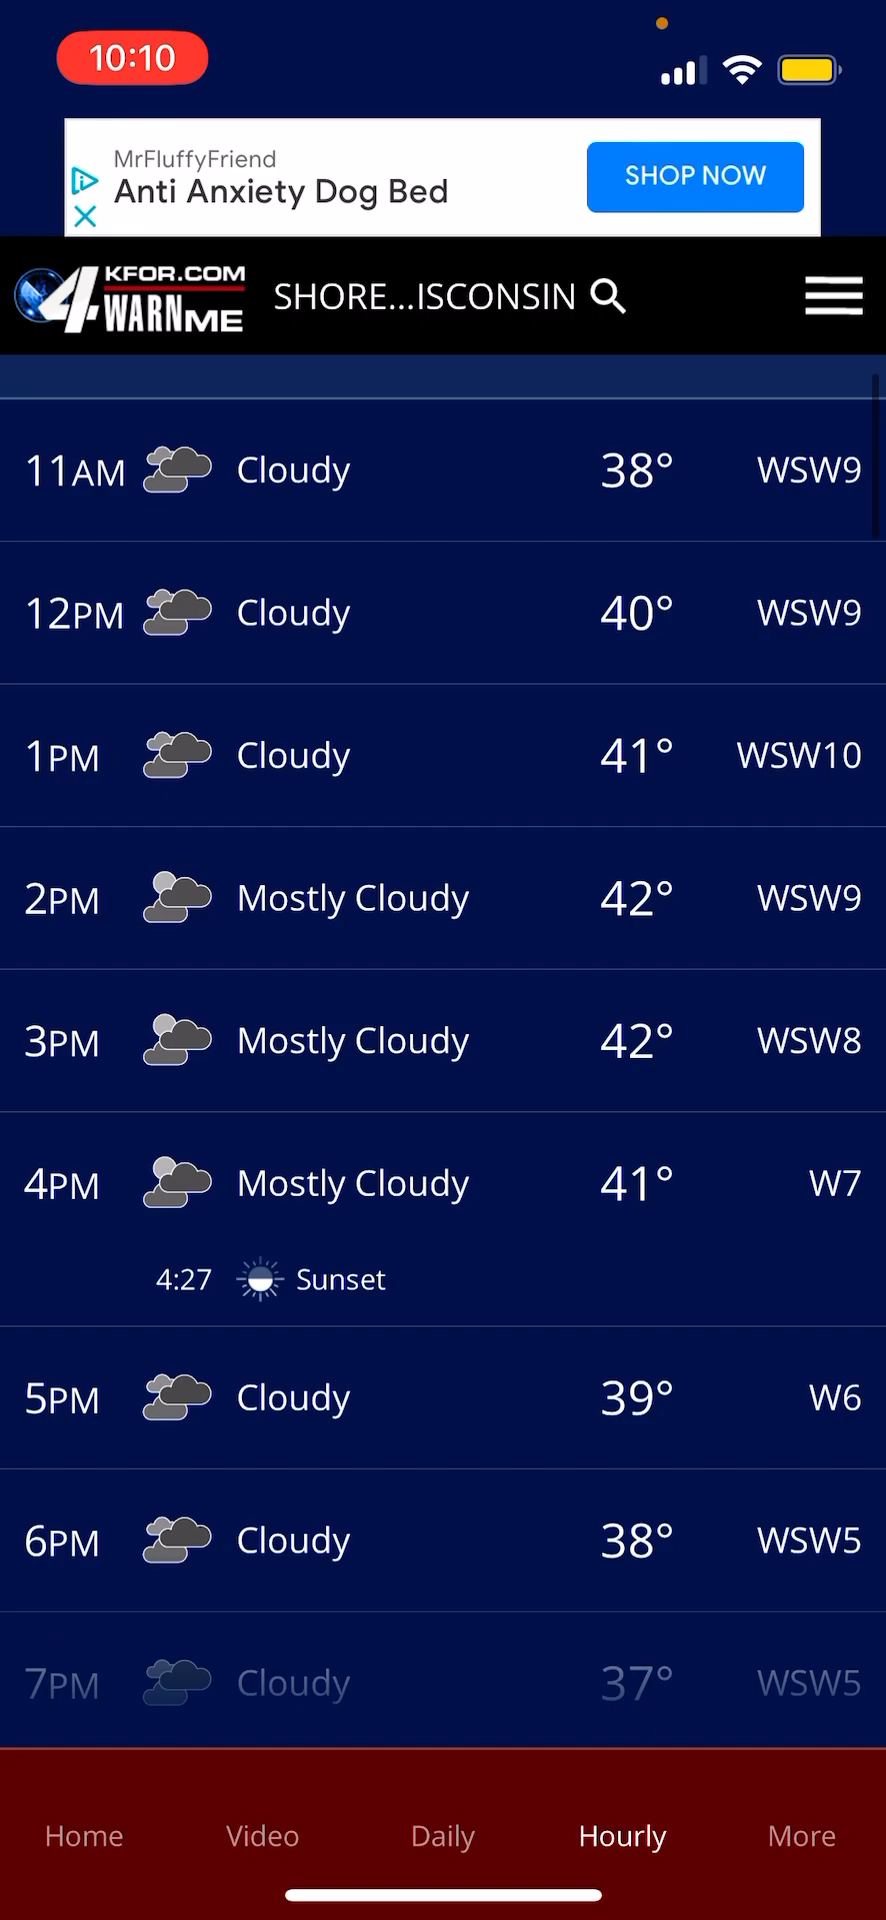 10:10
MrFluffyFriend
Anti Anxiety Dog Bed
SHOP NOW
4 KFOR.COM
WARN ME
SHORE...ISCONSIN
11AM Cloudy 38° WSW9
12PM Cloudy 40° WSW9
1PM Cloudy 41° WSW10
2PM Mostly Cloudy 42° WSW9
3PM Mostly Cloudy 42° WSW8
4PM Mostly Cloudy 41° W7
4:27 Sunset
5PM Cloudy 39° W6
6PM Cloudy 38° WSW5
7PM Cloudy 37° WSW5
Home Video Daily Hourly More